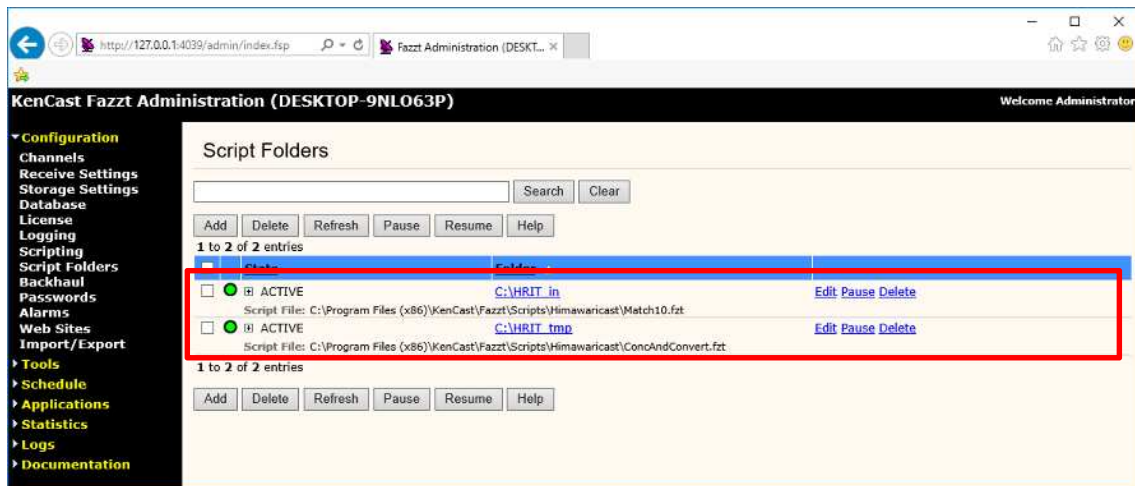 http://127.0.0.1:4039/admin/index.fsp
Fazzt Administration (DESKT...
KenCast Fazzt Administration (DESKTOP-9NLO63P)
Welcome Administrator
Configuration
Channels
Receive Settings
Storage Settings
Database
License
Logging
Scripting
Script Folders
Backhaul
Passwords
Alarms
Web Sites
Import/Export
Tools
Schedule
Applications
Statistics
Logs
Documentation
Script Folders
Search Clear
Add Delete Refresh Pause Resume Help
1 to 2 of 2 entries
State Folder
ACTIVE C:\HRIT_in Edit Pause Delete
Script File: C:\Program Files (x86)\KenCast\Fazzt\Scripts\Himawaricast\Match10.fzt
ACTIVE C:\HRIT_tmp Edit Pause Delete
Script File: C:\Program Files (x86)\KenCast\Fazzt\Scripts\Himawaricast\ConcAndConvert.fzt
1 to 2 of 2 entries
Add Delete Refresh Pause Resume Help